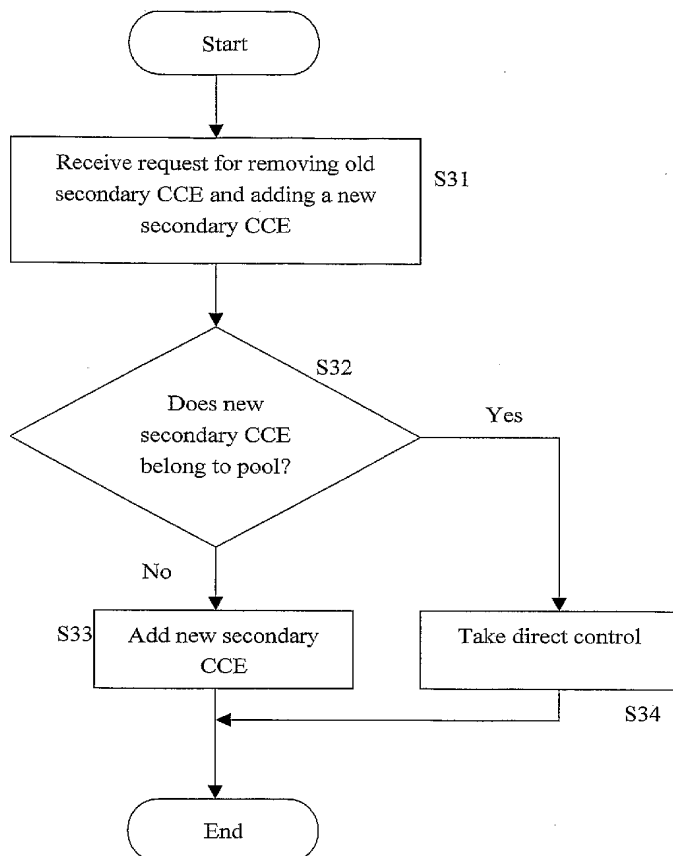 Start
Receive request for removing old
secondary CCE and adding a new
secondary CCE
S31
S32
Does new
secondary CCE
belong to pool?
Yes
No
S33
Add new secondary
CCE
Take direct control
S34
End